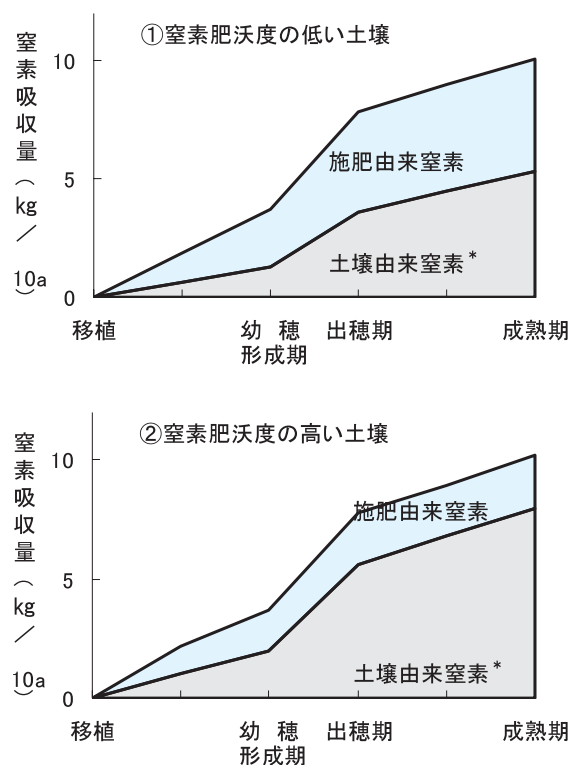 ①窒素肥沃度の低い土壌
窒素吸収量(kg/10a)
10
5
0
施肥由来窒素
土壌由来窒素*
移植
幼穂
形成期
出穂期
成熟期
②窒素肥沃度の高い土壌
窒素吸収量(kg/10a)
10
5
0
施肥由来窒素
土壌由来窒素*
移植
幼穂
形成期
出穂期
成熟期